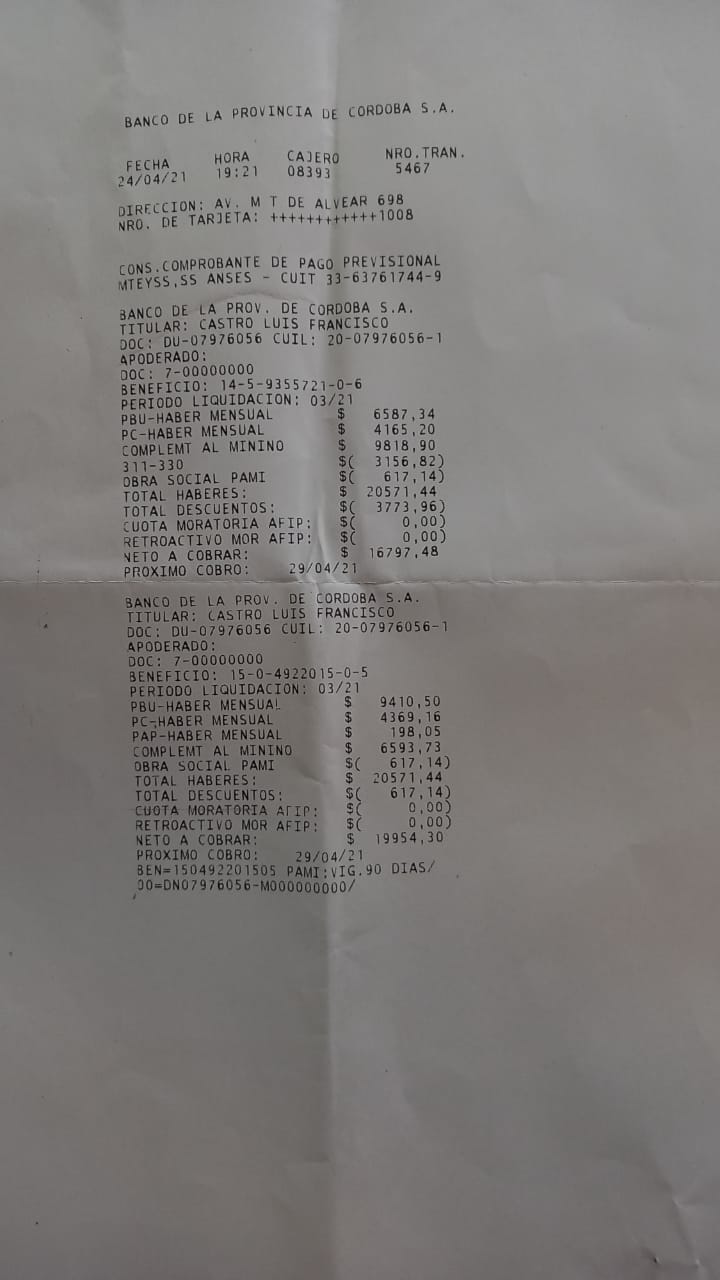 BANCO DE LA PROVINCIA DE CORDOBA S.A.
FECHA HORA CAJERO NRO.TRAN.
24/04/21 19:21 08393 5467
DIRECCION: AV. M T DE ALVEAR 698
NRO. DE TARJETA: ++++++++++++1008
CONS.COMPROBANTE DE PAGO PREVISIONAL
MTEYSS,SS ANSES - CUIT 33-63761744-9
BANCO DE LA PROV. DE CORDOBA S.A.
TITULAR: CASTRO LUIS FRANCISCO
DOC: DU-07976056 CUIL: 20-07976056-1
APODERADO:
DOC: 7-00000000
BENEFICIO: 14-5-9355721-0-6
PERIODO LIQUIDACION: 03/21
PBU-HABER MENSUAL $ 6587,34
PC-HABER MENSUAL $ 4165,20
COMPLEMT AL MININO $ 9818,90
311-330 $( 3156,82)
OBRA SOCIAL PAMI $( 617,14)
TOTAL HABERES: $ 20571,44
TOTAL DESCUENTOS: $( 3773,96)
CUOTA MORATORIA AFIP: $( 0,00)
RETROACTIVO MOR AFIP: $( 0,00)
NETO A COBRAR: $ 16797,48
PROXIMO COBRO: 29/04/21
BANCO DE LA PROV. DE CORDOBA S.A.
TITULAR: CASTRO LUIS FRANCISCO
DOC: DU-07976056 CUIL: 20-07976056-1
APODERADO:
DOC: 7-00000000
BENEFICIO: 15-0-4922015-0-5
PERIODO LIQUIDACION: 03/21
PBU-HABER MENSUAL $ 9410,50
PC-HABER MENSUAL $ 4369,16
PAP-HABER MENSUAL $ 198,05
COMPLEMT AL MININO $ 6593,73
OBRA SOCIAL PAMI $( 617,14)
TOTAL HABERES: $ 20571,44
TOTAL DESCUENTOS: $( 617,14)
CUOTA MORATORIA AFIP: $( 0,00)
RETROACTIVO MOR AFIP: $( 0,00)
NETO A COBRAR: $ 19954,30
PROXIMO COBRO: 29/04/21
BEN=150492201505 PAMI:VIG.90 DIAS/
OO=DN07976056-M000000000/